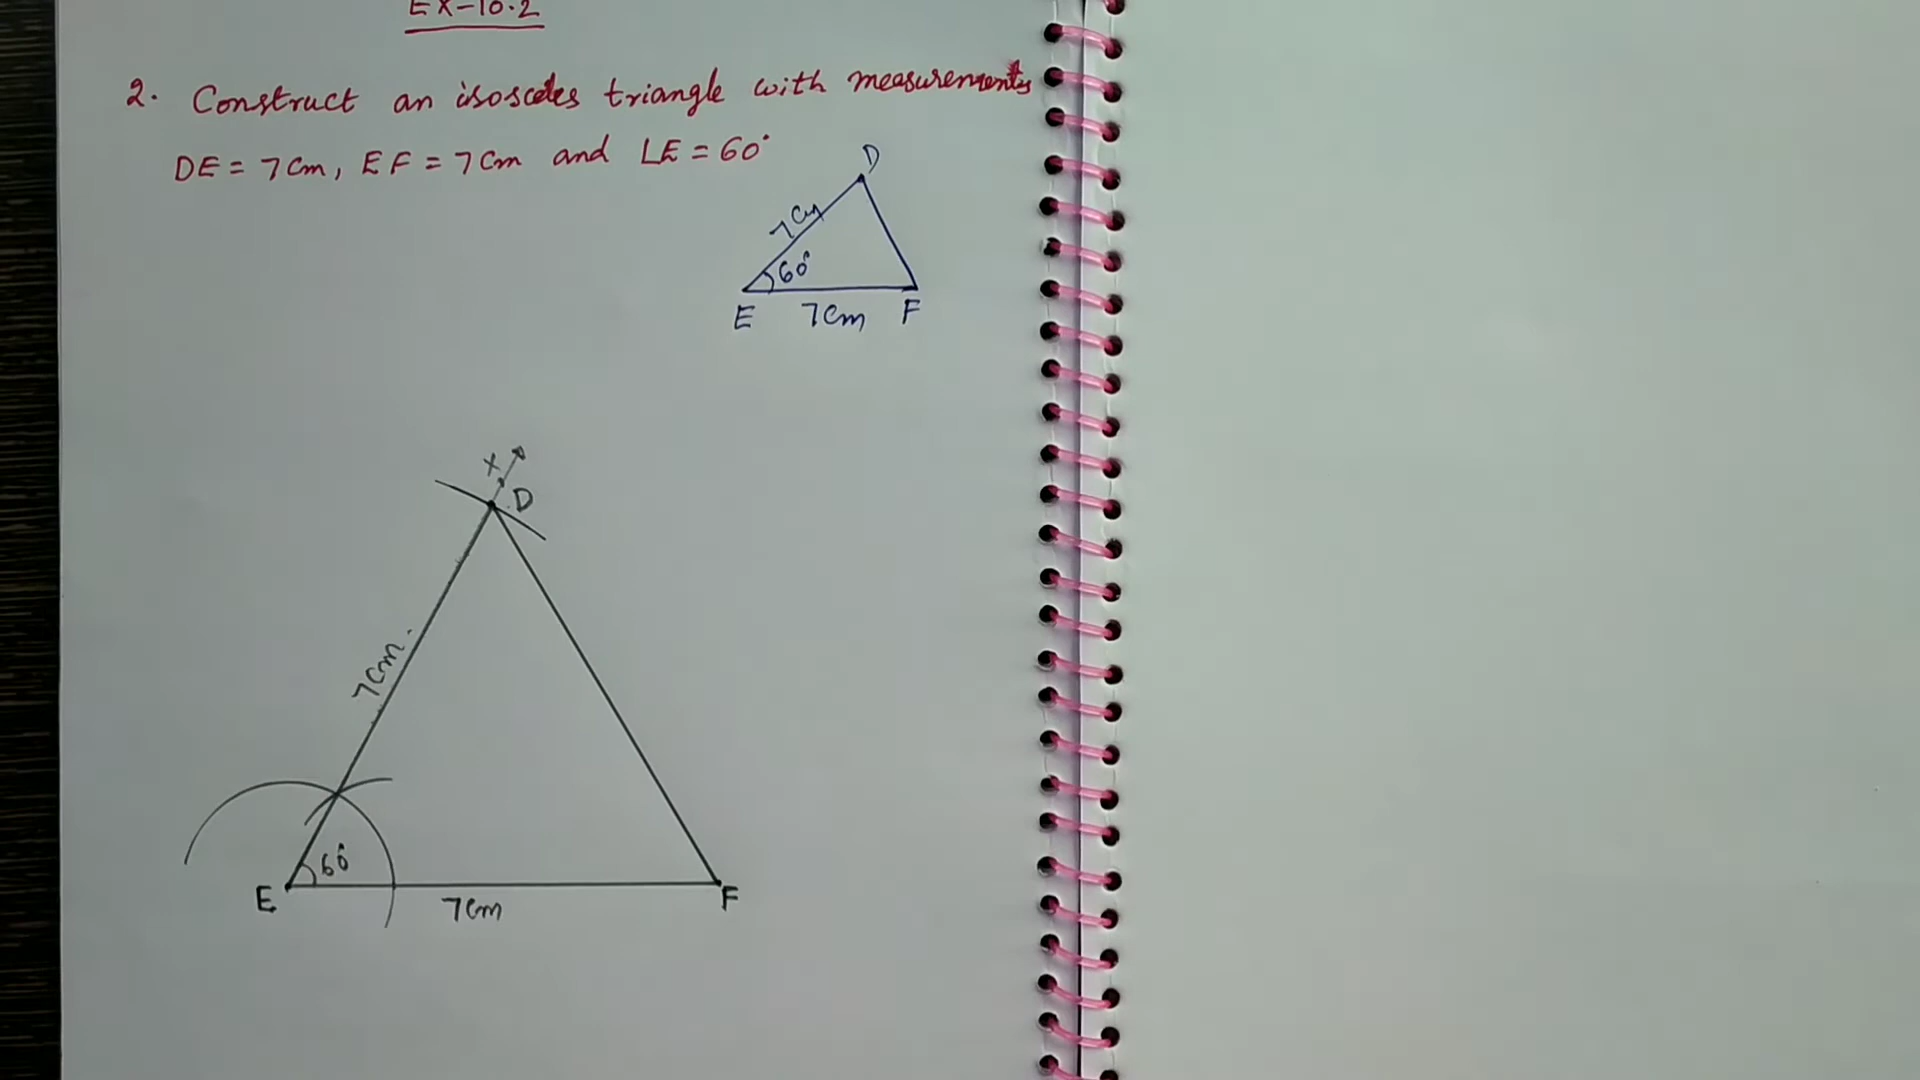 Ex-10.2
2. Construct an isosceles triangle with measurements
DE = 7cm, EF = 7cm and ∠E = 60°
D
7cm
60°
E 7cm F
X
D
7cm.
60°
E
7cm
F